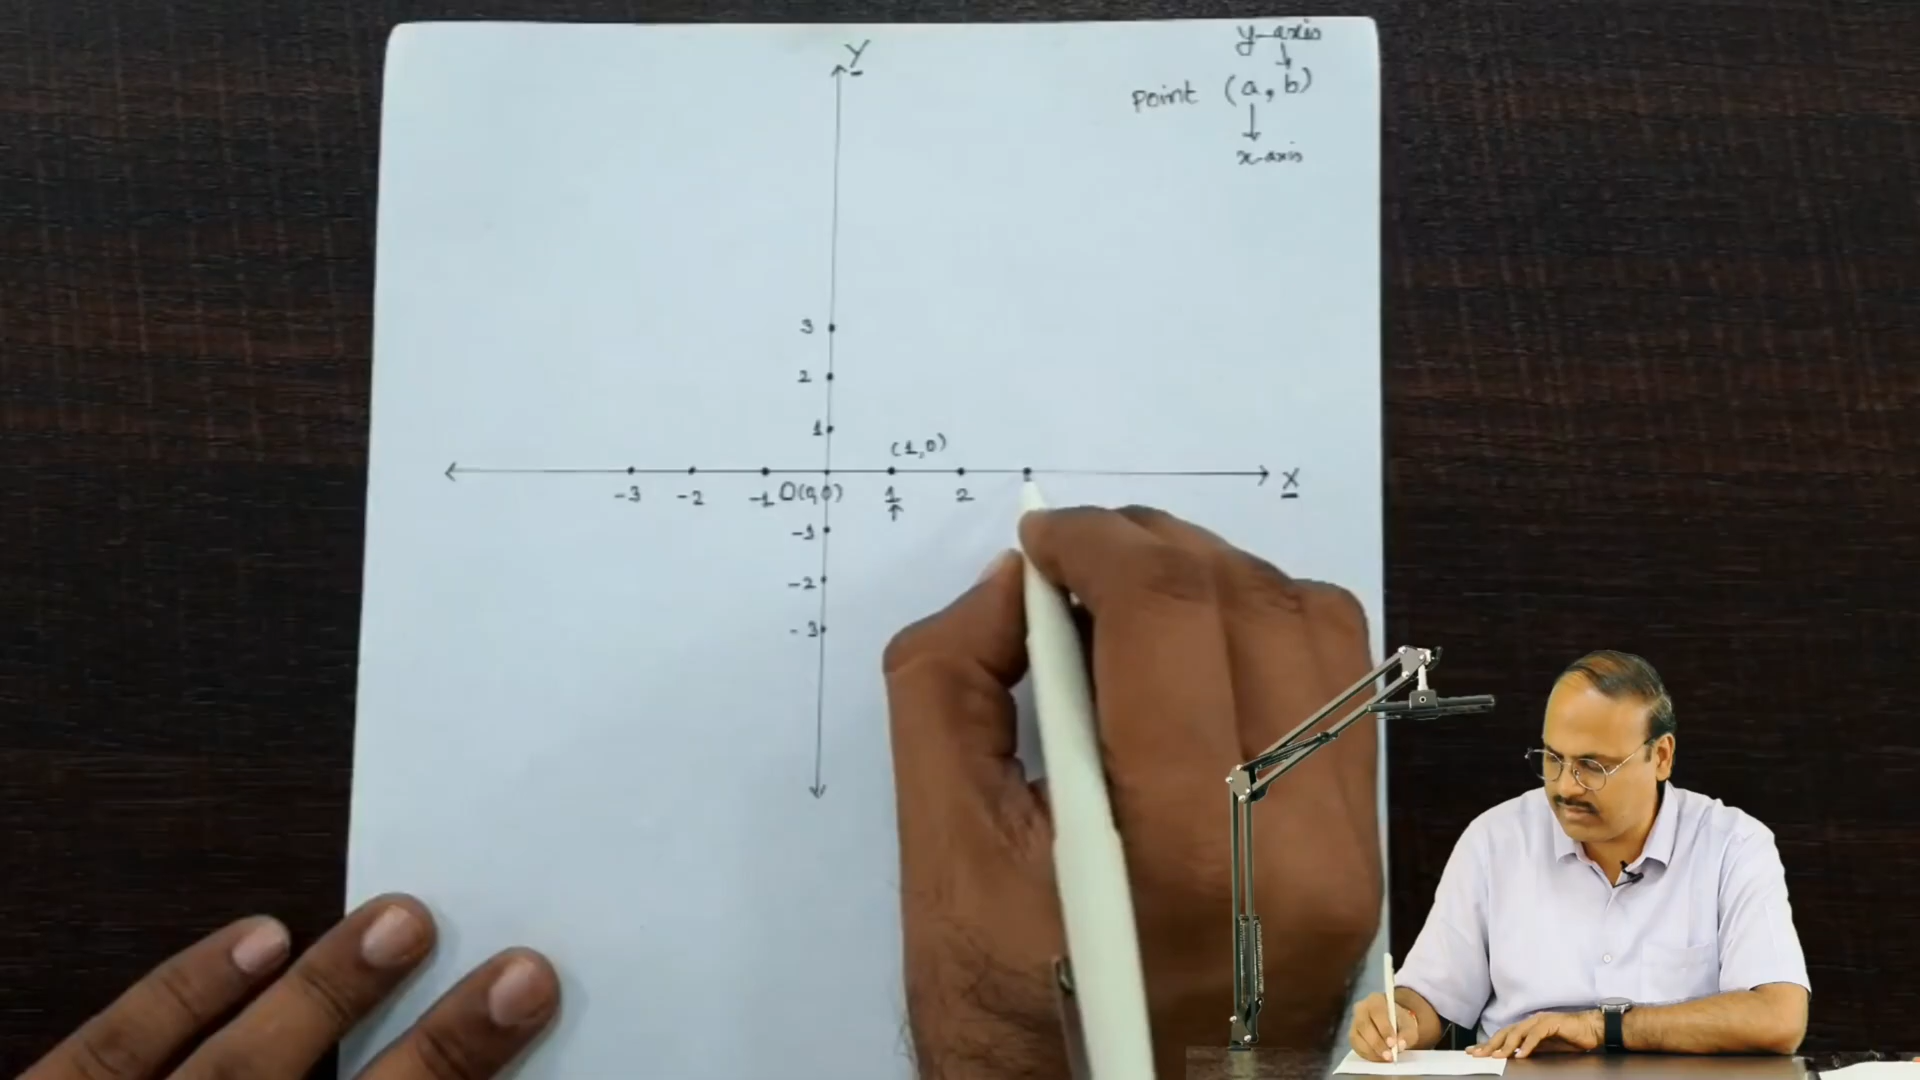 Y
y-axis
point (a, b)
x-axis
3
2
1
(1,0)
X
-3 -2 -1 O(0,0) 1 2
-1
-2
-3